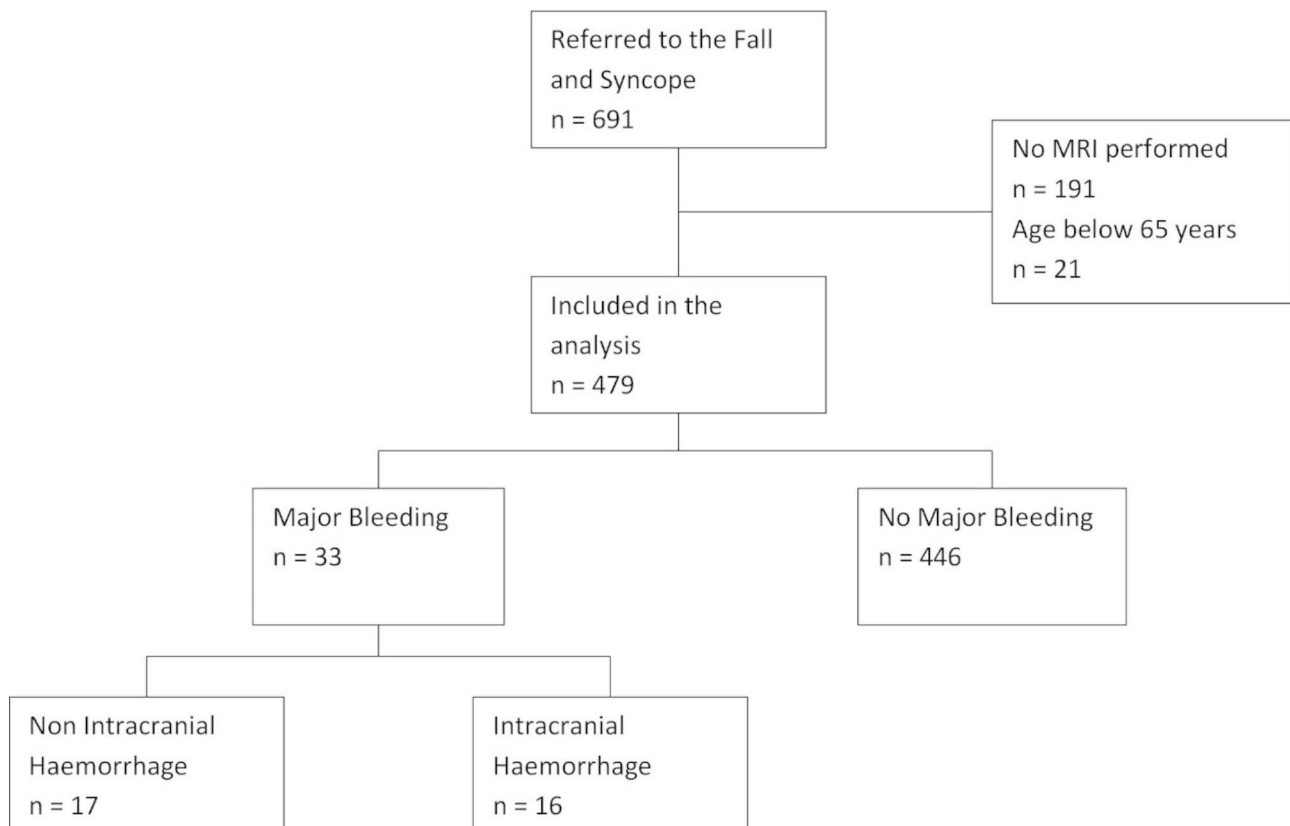 Referred to the Fall
and Syncope
n = 691
No MRI performed
n = 191
Age below 65 years
n = 21
Included in the
analysis
n = 479
Major Bleeding
n = 33
No Major Bleeding
n = 446
Non Intracranial
Haemorrhage
n = 17
Intracranial
Haemorrhage
n = 16